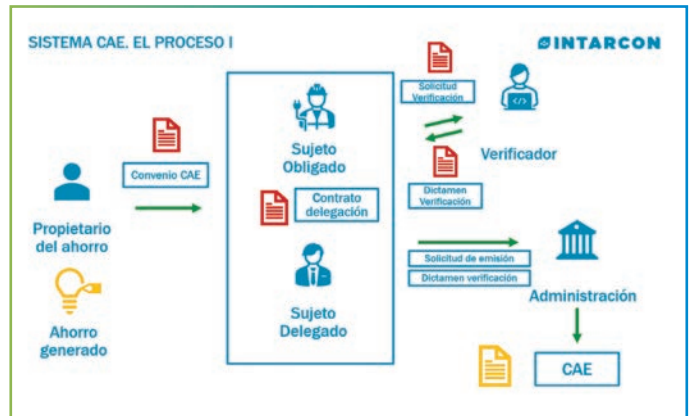 SISTEMA CAE. EL PROCESO I
INTARCON
Propietario
del ahorro
Ahorro
generado
Convenio CAE
Sujeto
Obligado
Contrato
delegación
Sujeto
Delegado
Solicitud
Verificación
</>
Verificador
Dictamen
Verificación
Solicitud de emisión
Dictamen verificación
Administración
CAE